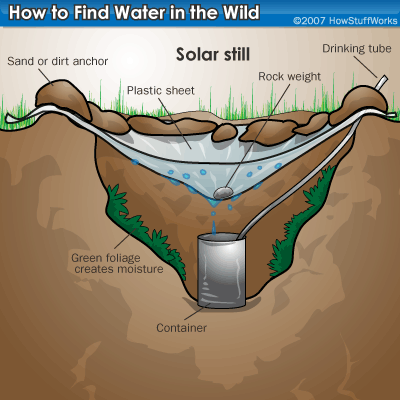 How to Find Water in the Wild
©2007 HowStuffWorks
Solar still
Drinking tube
Sand or dirt anchor
Rock weight
Plastic sheet
Green foliage
creates moisture
Container